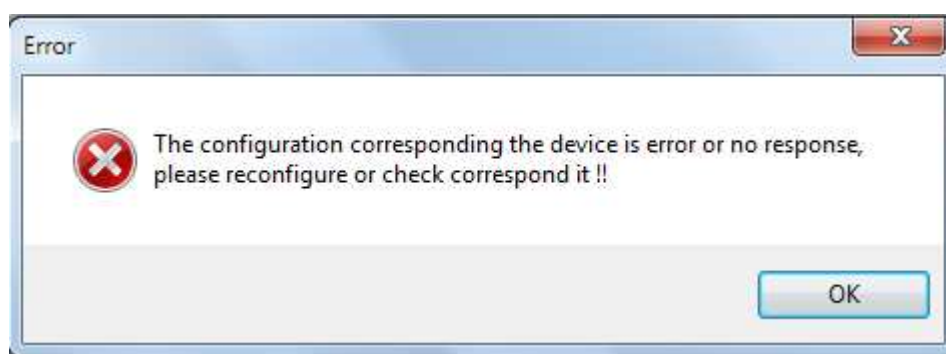 Error
The configuration corresponding the device is error or no response,
please reconfigure or check correspond it !!
OK